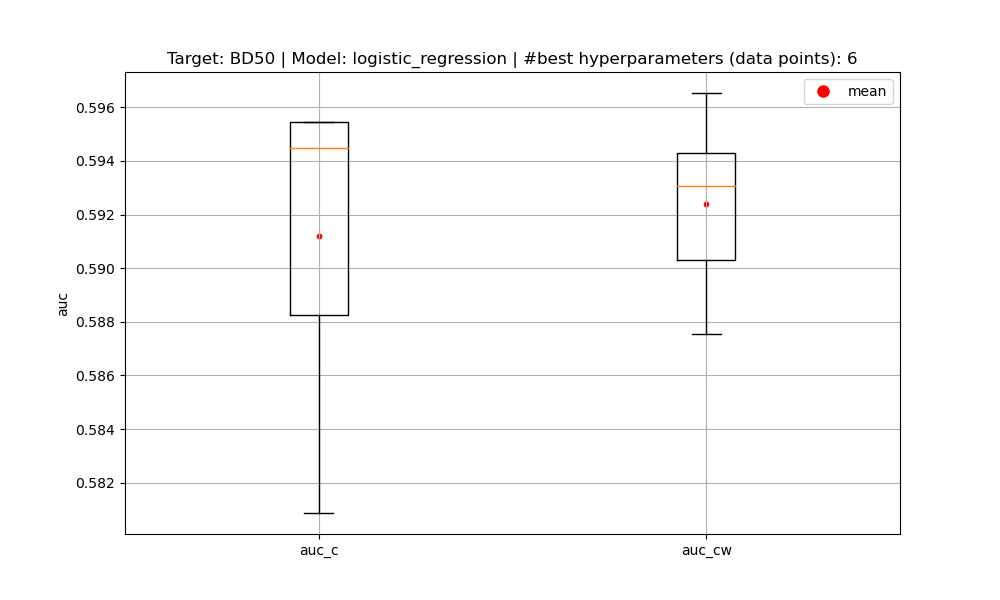 Target: BD50 | Model: logistic_regression | #best hyperparameters (data points): 6
mean
0.596
0.594
0.592
0.590
0.588
0.586
0.584
0.582
auc
auc_c
auc_cw